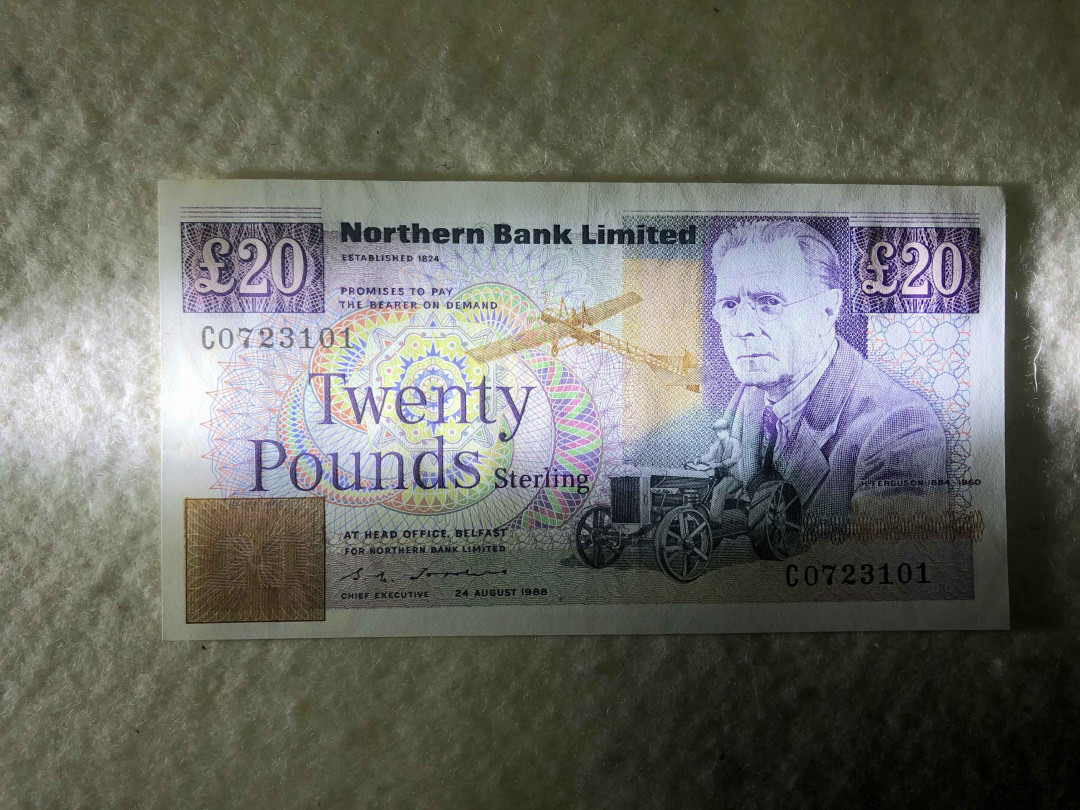 £20
Northern Bank Limited
£20
ESTABLISHED 1824
PROMISES TO PAY
THE BEARER ON DEMAND
C0723101
Twenty
Pounds Sterling
H. FERGUSON 1884-1960
AT HEAD OFFICE, BELFAST
FOR NORTHERN BANK LIMITED
CHIEF EXECUTIVE 24 AUGUST 1988
C0723101